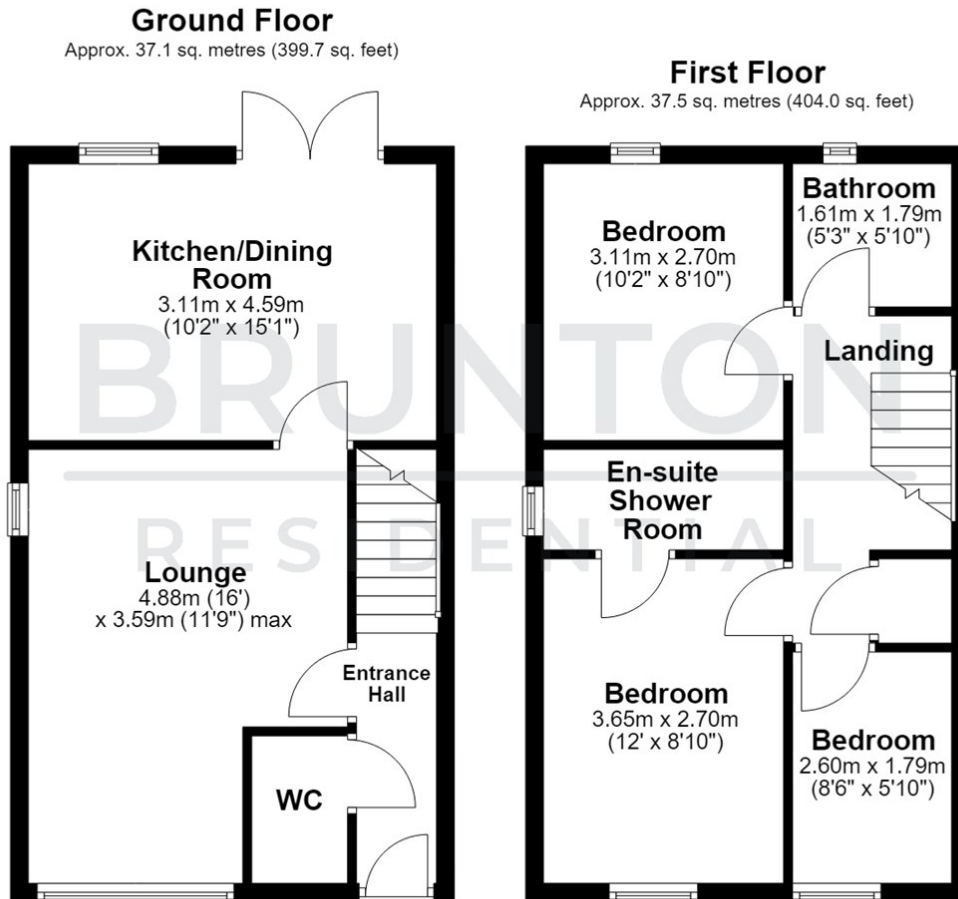 Ground Floor
Approx. 37.1 sq. metres (399.7 sq. feet)
Kitchen/Dining
Room
3.11m x 4.59m
(10'2" x 15'1")
Lounge
4.88m (16')
x 3.59m (11'9") max
Entrance
Hall
WC
First Floor
Approx. 37.5 sq. metres (404.0 sq. feet)
Bedroom
3.11m x 2.70m
(10'2" x 8'10")
Bathroom
1.61m x 1.79m
(5'3" x 5'10")
Landing
En-suite
Shower
Room
Bedroom
3.65m x 2.70m
(12' x 8'10")
Bedroom
2.60m x 1.79m
(8'6" x 5'10")
BRUNTON
RESIDENTIAL